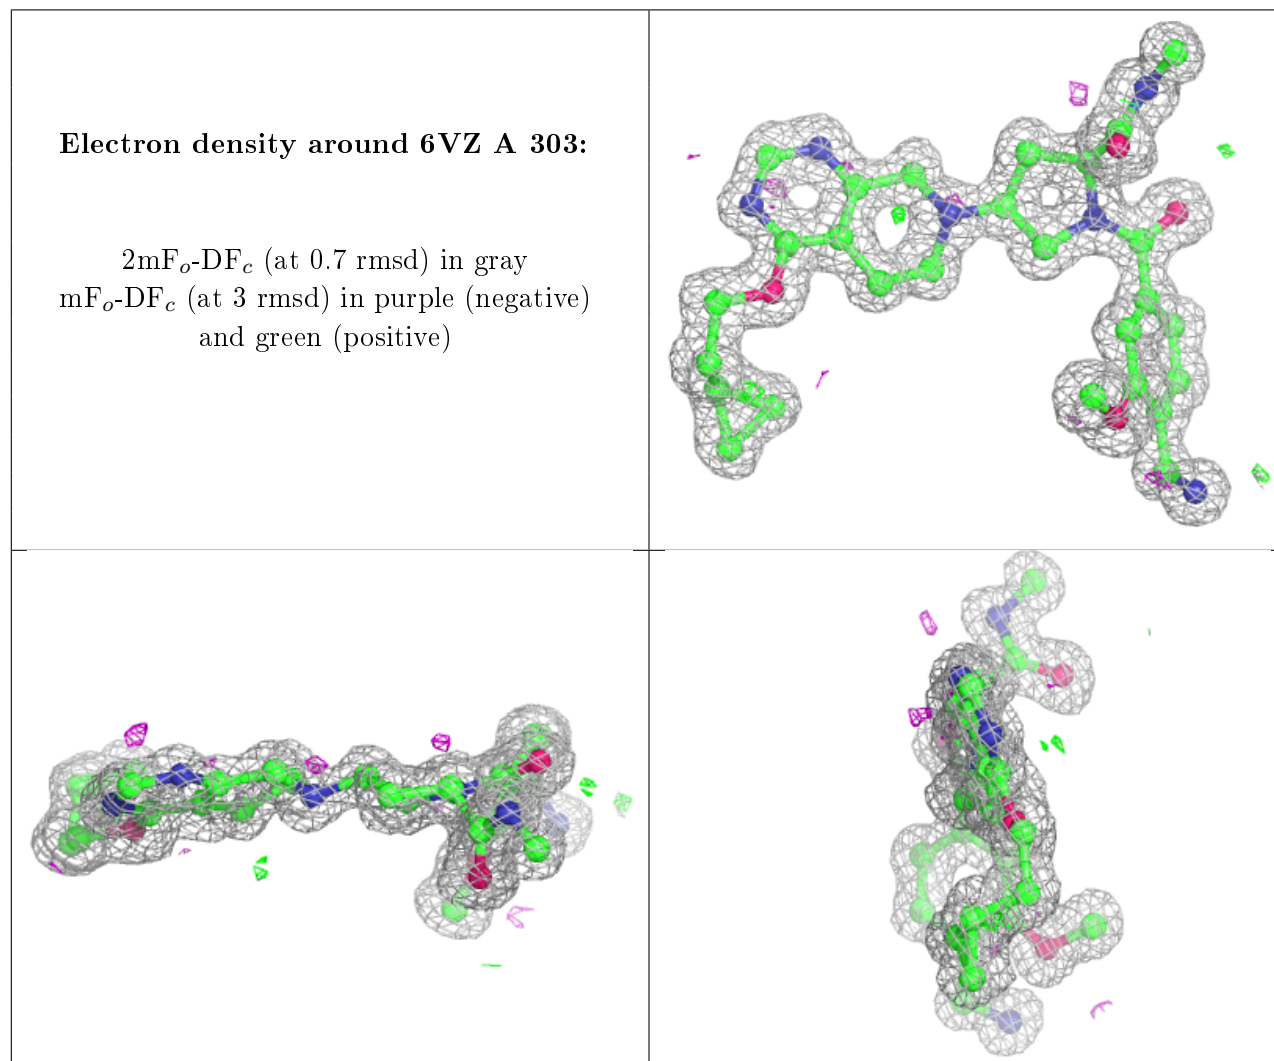 Electron density around 6VZ A 303:
2mFo-DFc (at 0.7 rmsd) in gray
mFo-DFc (at 3 rmsd) in purple (negative)
and green (positive)